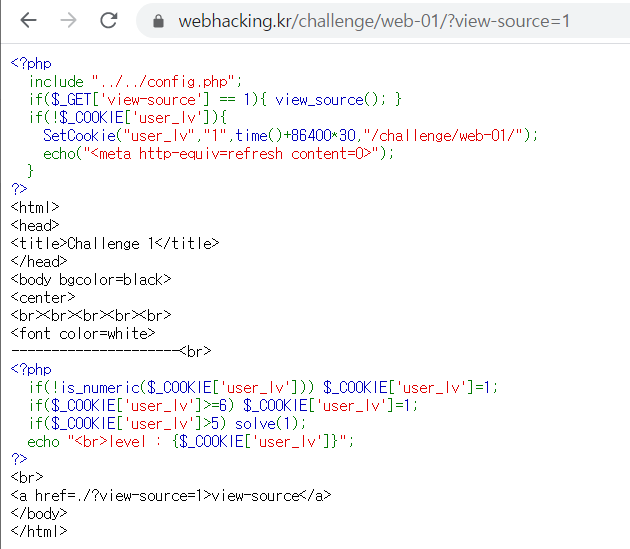 webhacking.kr/challenge/web-01/?view-source=1
<?php
  include "../../config.php";
  if($_GET['view-source'] == 1){ view_source(); }
  if(!$_COOKIE['user_lv']){
    SetCookie("user_lv","1",time()+86400*30,"/challenge/web-01/");
    echo("<meta http-equiv=refresh content=0>");
  }
?>
<html>
<head>
<title>Challenge 1</title>
</head>
<body bgcolor=black>
<center>
<br><br><br><br><br>
<font color=white>
---------------------<br>
<?php
  if(!is_numeric($_COOKIE['user_lv'])) $_COOKIE['user_lv']=1;
  if($_COOKIE['user_lv']>=6) $_COOKIE['user_lv']=1;
  if($_COOKIE['user_lv']>5) solve(1);
  echo "<br>level : {$_COOKIE['user_lv']}";
?>
<br>
<a href=./?view-source=1>view-source</a>
</body>
</html>